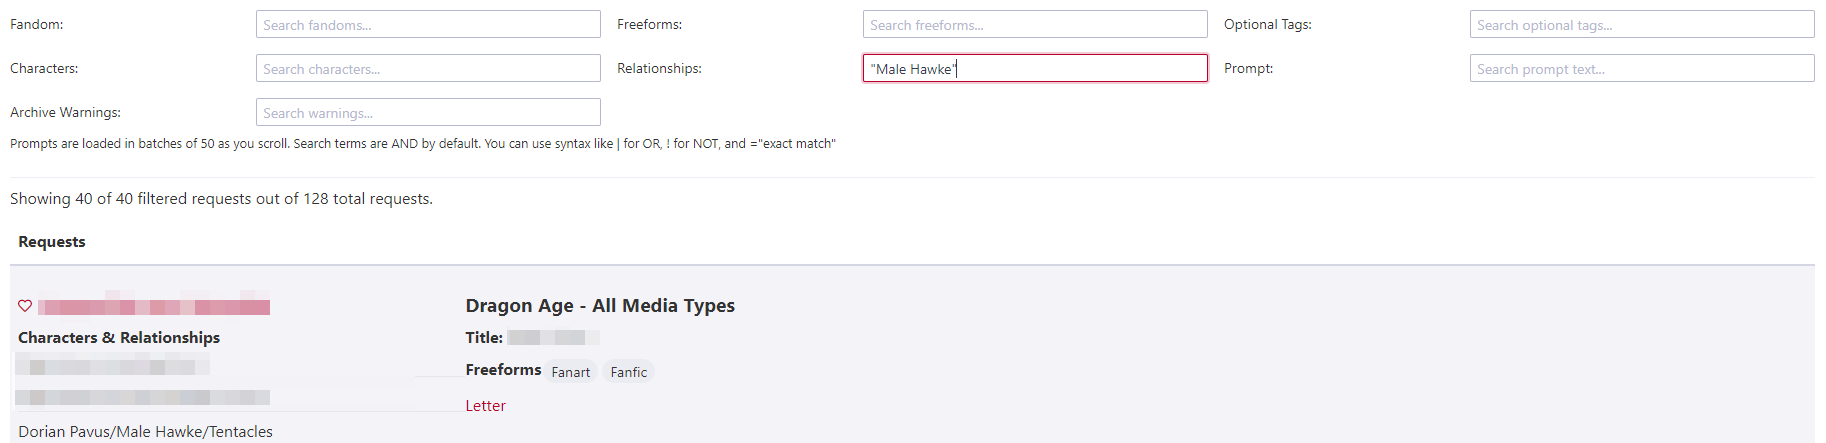 Fandom: Search fandoms... Freeforms: Search freeforms... Optional Tags: Search optional tags...
Characters: Search characters... Relationships: "Male Hawke" Prompt: Search prompt text...
Archive Warnings: Search warnings...
Prompts are loaded in batches of 50 as you scroll. Search terms are AND by default. You can use syntax like | for OR, ! for NOT, and ="exact match"
Showing 40 of 40 filtered requests out of 128 total requests.
Requests
Dragon Age - All Media Types
Characters & Relationships Title:
Freeforms Fanart Fanfic
Letter
Dorian Pavus/Male Hawke/Tentacles